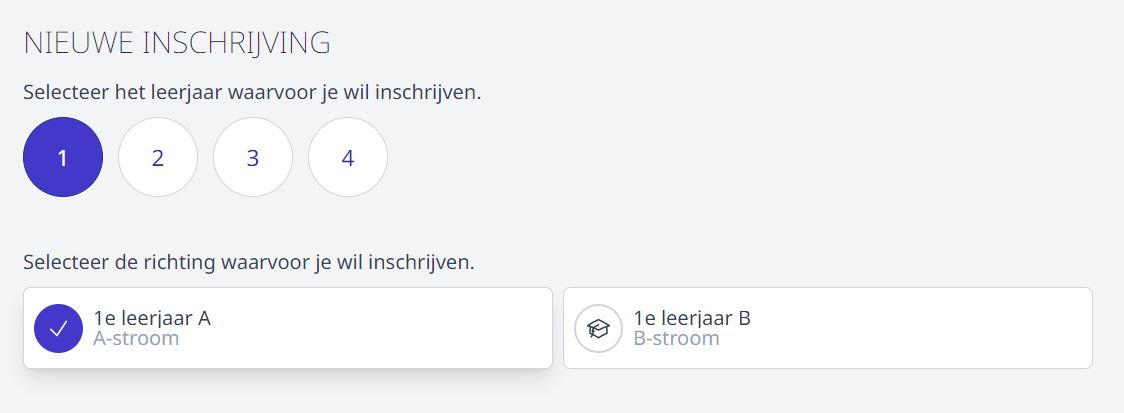 NIEUWE INSCHRIJVING
Selecteer het leerjaar waarvoor je wil inschrijven.
1 2 3 4
Selecteer de richting waarvoor je wil inschrijven.
1e leerjaar A
A-stroom
1e leerjaar B
B-stroom